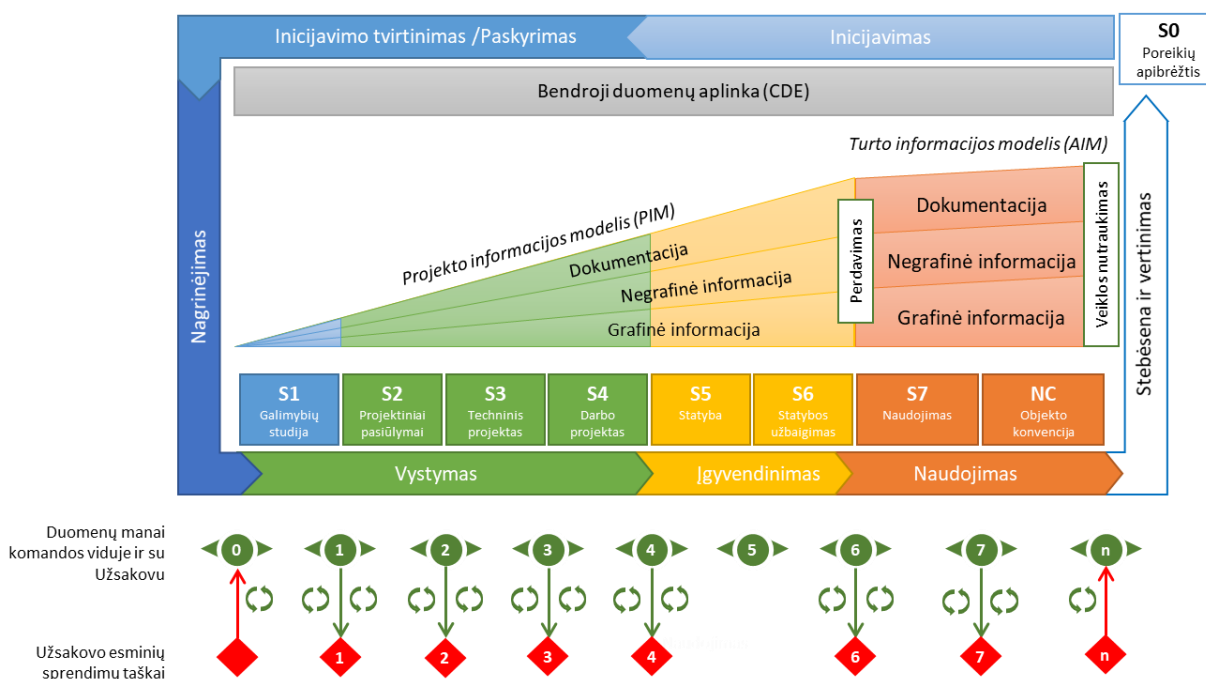 Inicijavimo tvirtinimas /Paskyrimas
Inicijavimas
S0
Poreikių
apibrėžtis
Bendroji duomenų aplinka (CDE)
Turto informacijos modelis (AIM)
Projekto informacijos modelis (PIM)
Dokumentacija
Negrafinė informacija
Grafinė informacija
Perdavimas
Dokumentacija
Negrafinė informacija
Grafinė informacija
Veiklos nutraukimas
Nagrinėjimas
Stebėsena ir vertinimas
S1
Galimybių
studija
S2
Projektiniai
pasiūlymai
S3
Techninis
projektas
S4
Darbo
projektas
S5
Statyba
S6
Statybos
užbaigimas
S7
Naudojimas
NC
Objekto
konvencija
Vystymas
Įgyvendinimas
Naudojimas
Duomenų manai
komandos viduje ir su
Užsakovu
0
1
2
3
4
5
6
7
n
Užsakovo esminių
sprendimų taškai
1
2
3
4
6
7
n